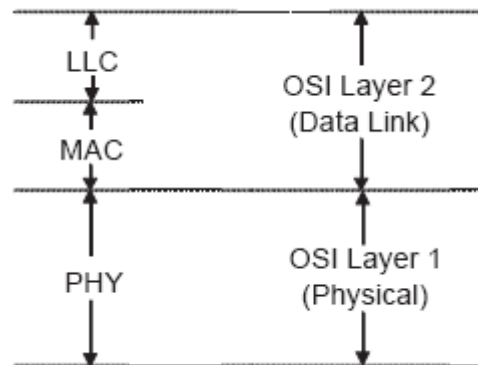 LLC
OSI Layer 2
(Data Link)
MAC
OSI Layer 1
(Physical)
PHY